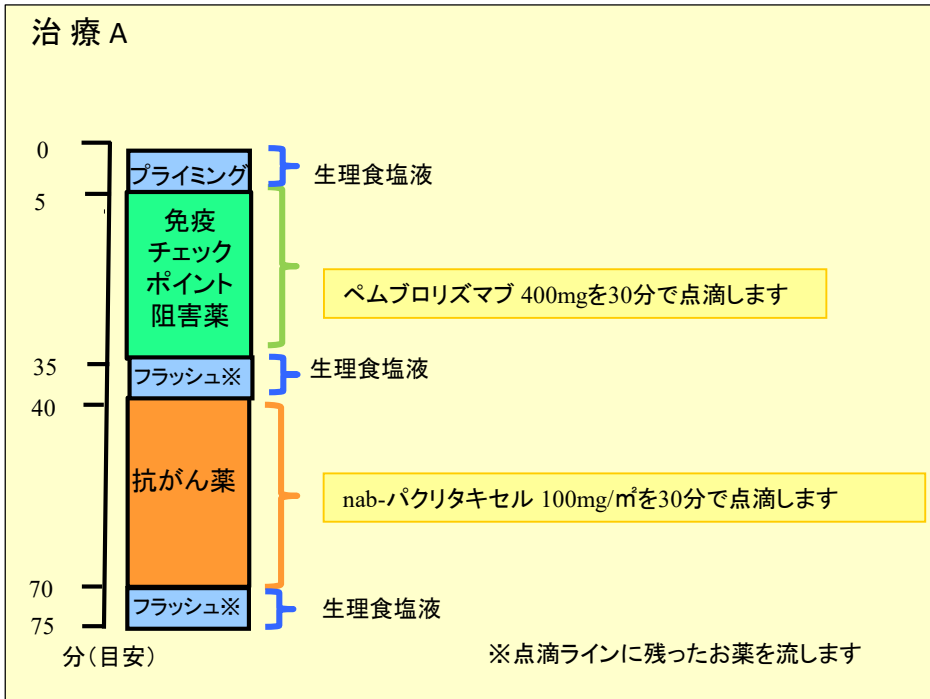 治 療 A
0
プライミング
生理食塩液
5
免疫
チェック
ポイント
阻害薬
ペムブロリズマブ 400mgを30分で点滴します
35
フラッシュ※
生理食塩液
40
抗がん薬
nab-パクリタキセル 100mg/㎡を30分で点滴します
70
フラッシュ※
生理食塩液
75
分(目安)
※点滴ラインに残ったお薬を流します